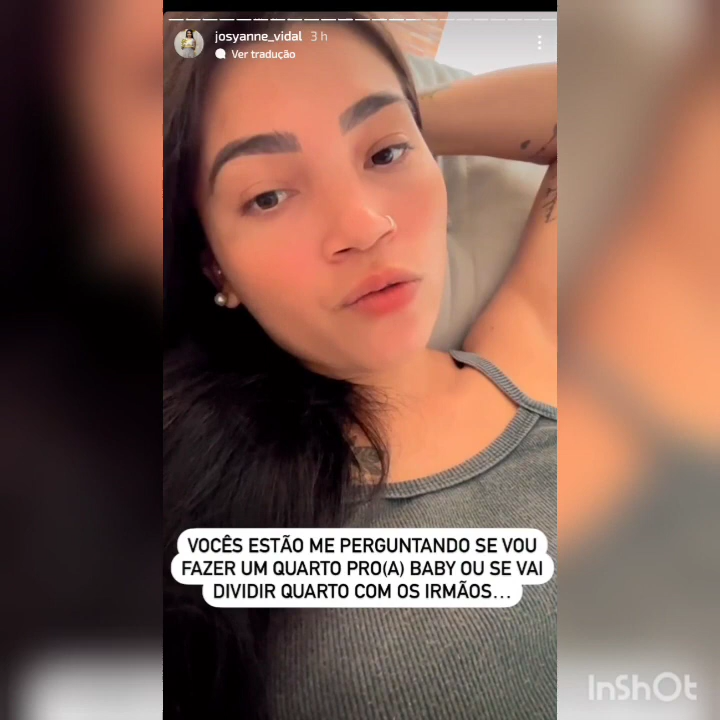 josyanne_vidal 3 h
Ver tradução
VOCÊS ESTÃO ME PERGUNTANDO SE VOU
FAZER UM QUARTO PRO(A) BABY OU SE VAI
DIVIDIR QUARTO COM OS IRMÃOS...
InShOt